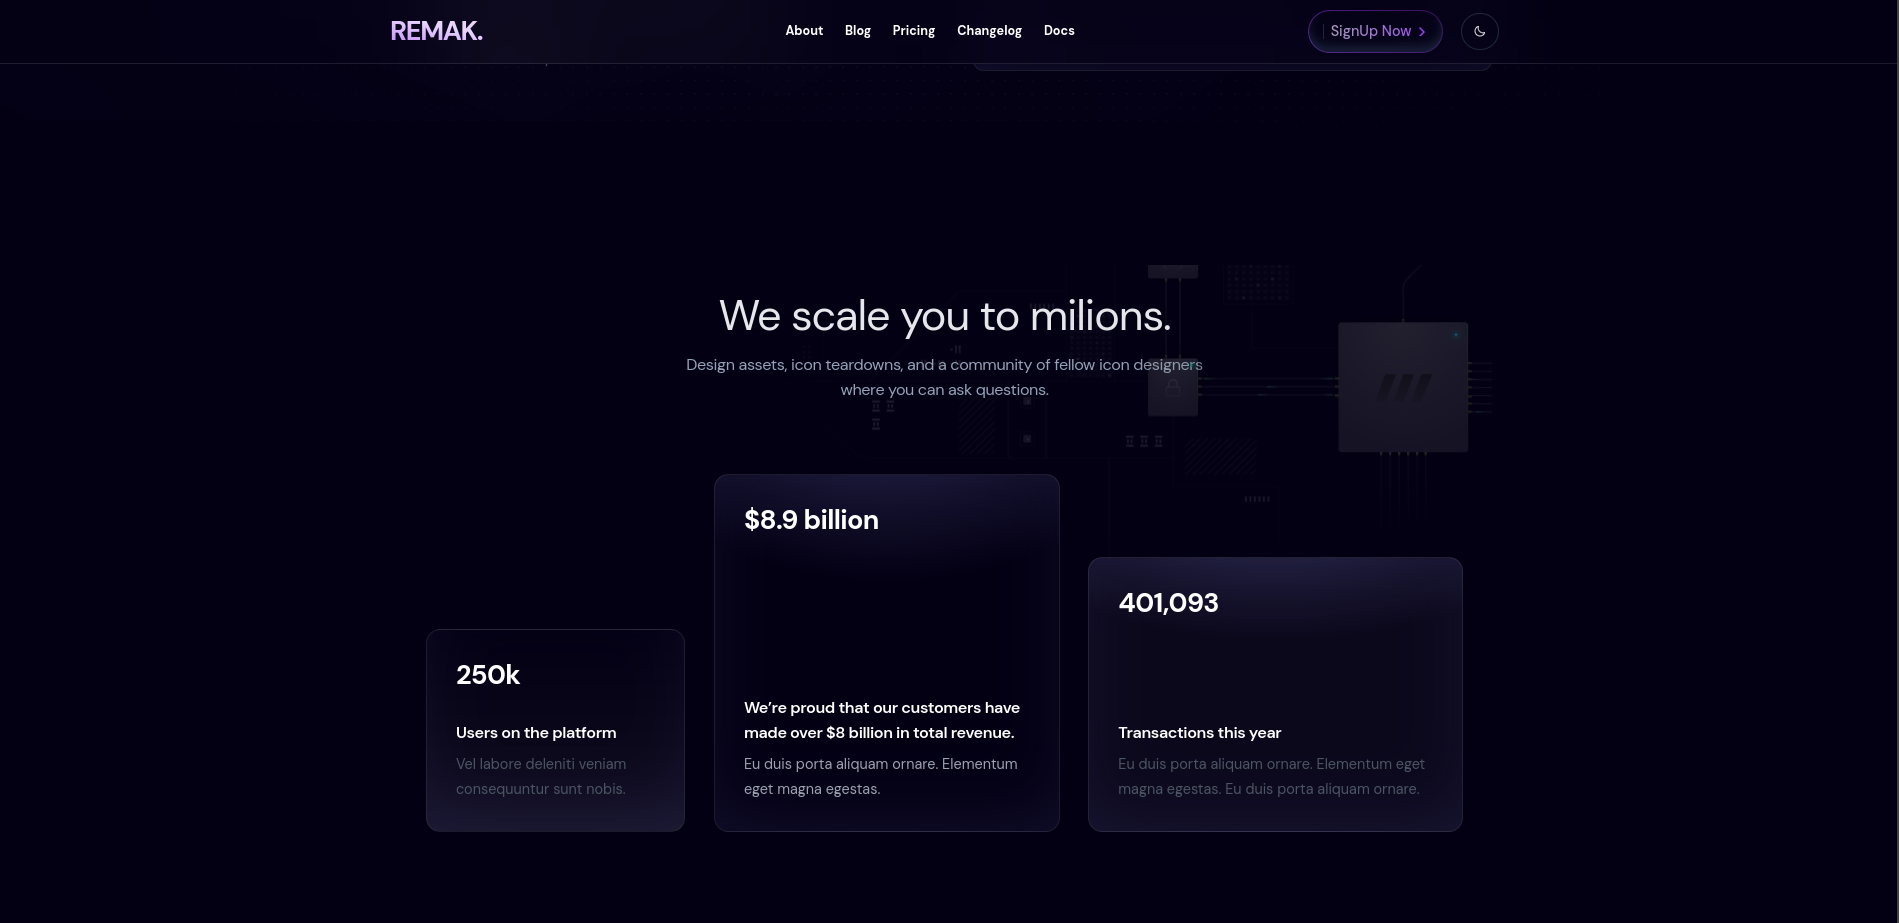 REMAK.
About Blog Pricing Changelog Docs
SignUp Now
We scale you to milions.
Design assets, icon teardowns, and a community of fellow icon designers
where you can ask questions.
250k
Users on the platform
Vel labore deleniti veniam
consequuntur sunt nobis.
$8.9 billion
We’re proud that our customers have
made over $8 billion in total revenue.
Eu duis porta aliquam ornare. Elementum
eget magna egestas.
401,093
Transactions this year
Eu duis porta aliquam ornare. Elementum eget
magna egestas. Eu duis porta aliquam ornare.